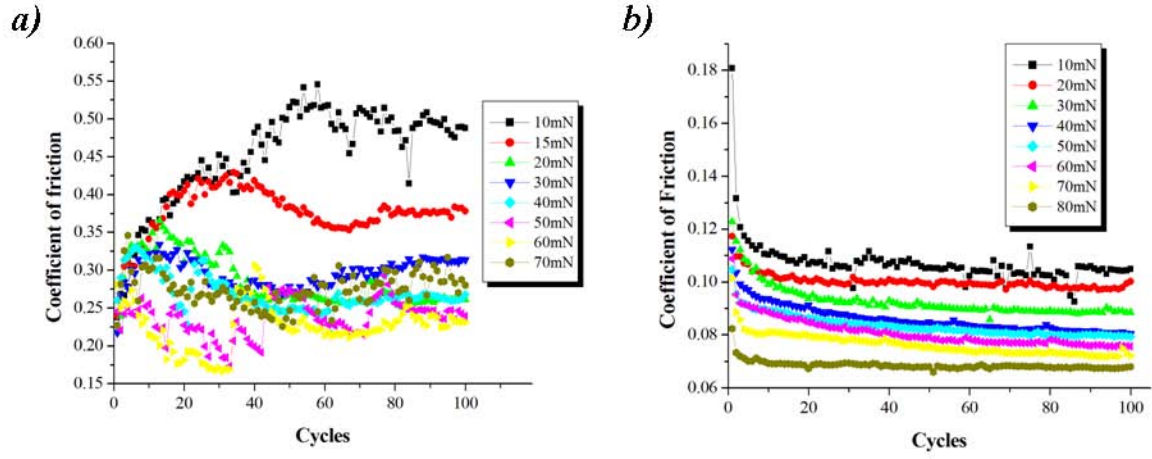 a)
Coefficient of friction
0.60
0.55
0.50
0.45
0.40
0.35
0.30
0.25
0.20
0.15
0
20
40
60
80
100
Cycles
10mN
15mN
20mN
30mN
40mN
50mN
60mN
70mN
b)
Coefficient of Friction
0.18
0.16
0.14
0.12
0.10
0.08
0.06
0
20
40
60
80
100
Cycles
10mN
20mN
30mN
40mN
50mN
60mN
70mN
80mN